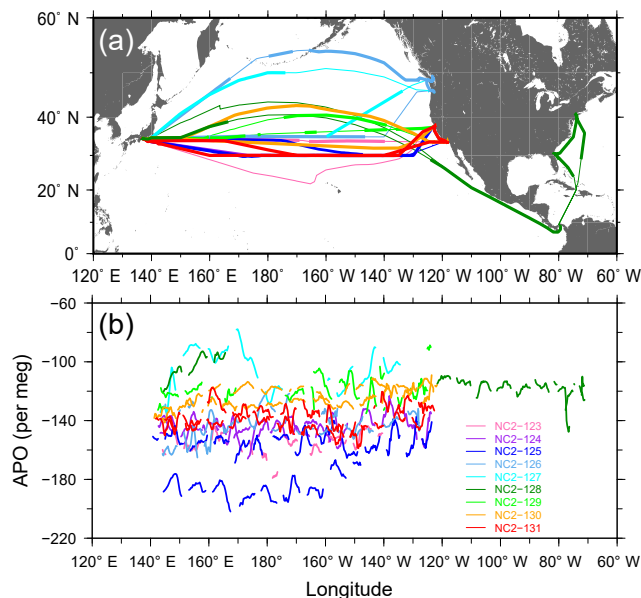 (a)
60° N
40° N
20° N
0°
120° E 140° E 160° E 180° 160° W 140° W 120° W 100° W 80° W 60° W
(b)
APO (per meg)
−60
−100
−140
−180
−220
NC2−123
NC2−124
NC2−125
NC2−126
NC2−127
NC2−128
NC2−129
NC2−130
NC2−131
120° E 140° E 160° E 180° 160° W 140° W 120° W 100° W 80° W 60° W
Longitude